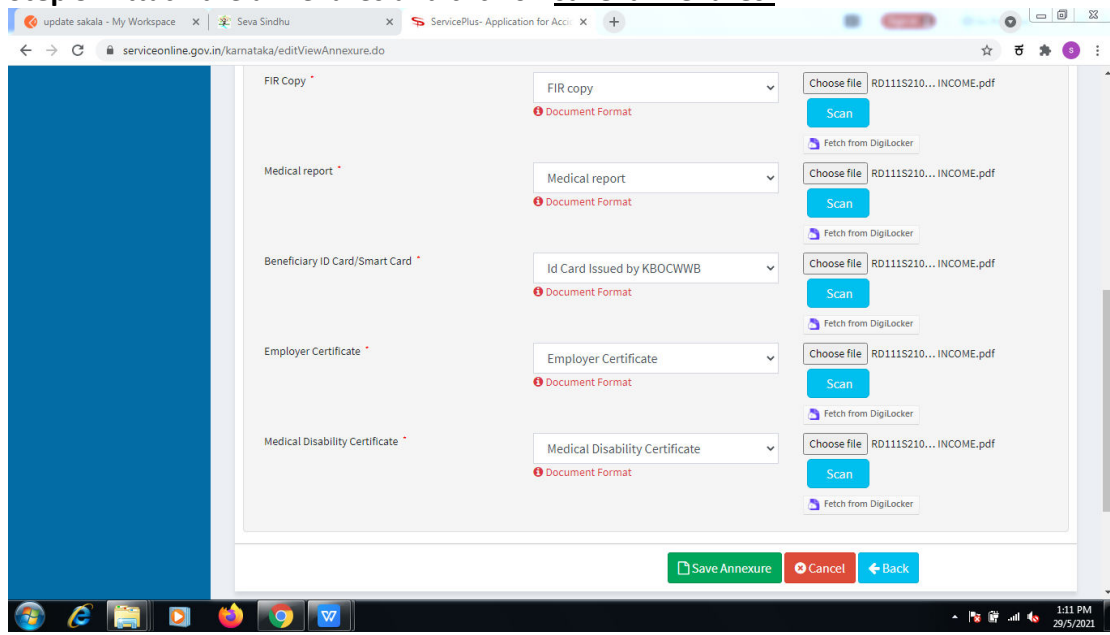 update sakala - My Workspace
Seva Sindhu
ServicePlus- Application for Acci
serviceonline.gov.in/karnataka/editViewAnnexure.do
ठ
S
FIR Copy *
FIR copy
Choose file RD111S210... INCOME.pdf
Document Format
Scan
Fetch from DigiLocker
Medical report *
Medical report
Choose file RD111S210... INCOME.pdf
Document Format
Scan
Fetch from DigiLocker
Beneficiary ID Card/Smart Card *
Id Card Issued by KBOCWWB
Choose file RD111S210... INCOME.pdf
Document Format
Scan
Fetch from DigiLocker
Employer Certificate *
Employer Certificate
Choose file RD111S210... INCOME.pdf
Document Format
Scan
Fetch from DigiLocker
Medical Disability Certificate *
Medical Disability Certificate
Choose file RD111S210... INCOME.pdf
Document Format
Scan
Fetch from DigiLocker
Save Annexure Cancel Back
W
1:11 PM
29/5/2021